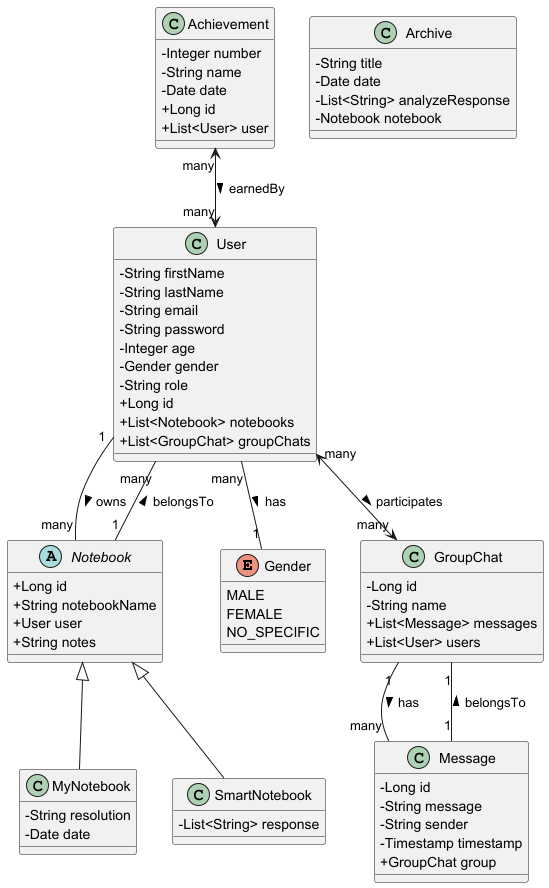 C Achievement
-Integer number
-String name
-Date date
+Long id
+List<User> user
C Archive
-String title
-Date date
-List<String> analyzeResponse
-Notebook notebook
many
earnedBy
many
C User
-String firstName
-String lastName
-String email
-String password
-Integer age
-Gender gender
-String role
+Long id
+List<Notebook> notebooks
+List<GroupChat> groupChats
1
owns
many
many
belongsTo
1
many
has
1
many
participates
many
A Notebook
+Long id
+String notebookName
+User user
+String notes
E Gender
MALE
FEMALE
NO_SPECIFIC
C GroupChat
-Long id
-String name
+List<Message> messages
+List<User> users
1
has
many
1
belongsTo
1
C MyNotebook
-String resolution
-Date date
C SmartNotebook
-List<String> response
C Message
-Long id
-String message
-String sender
-Timestamp timestamp
+GroupChat group